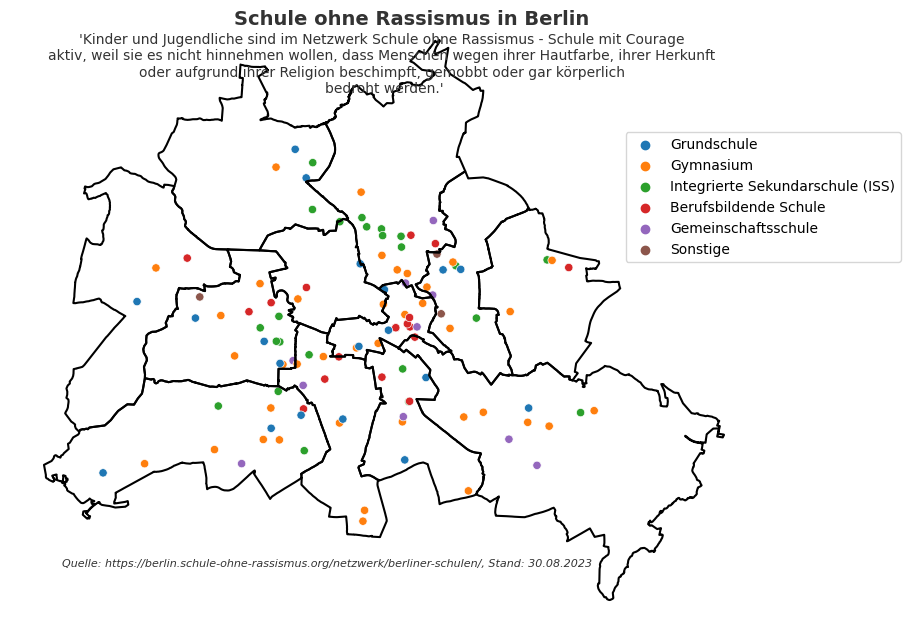 Schule ohne Rassismus in Berlin
'Kinder und Jugendliche sind im Netzwerk Schule ohne Rassismus - Schule mit Courage
aktiv, weil sie es nicht hinnehmen wollen, dass Menschen wegen ihrer Hautfarbe, ihrer Herkunft
oder aufgrund ihrer Religion beschimpft, gemobbt oder gar körperlich
bedroht werden.'
Grundschule
Gymnasium
Integrierte Sekundarschule (ISS)
Berufsbildende Schule
Gemeinschaftsschule
Sonstige
Quelle: https://berlin.schule-ohne-rassismus.org/netzwerk/berliner-schulen/, Stand: 30.08.2023